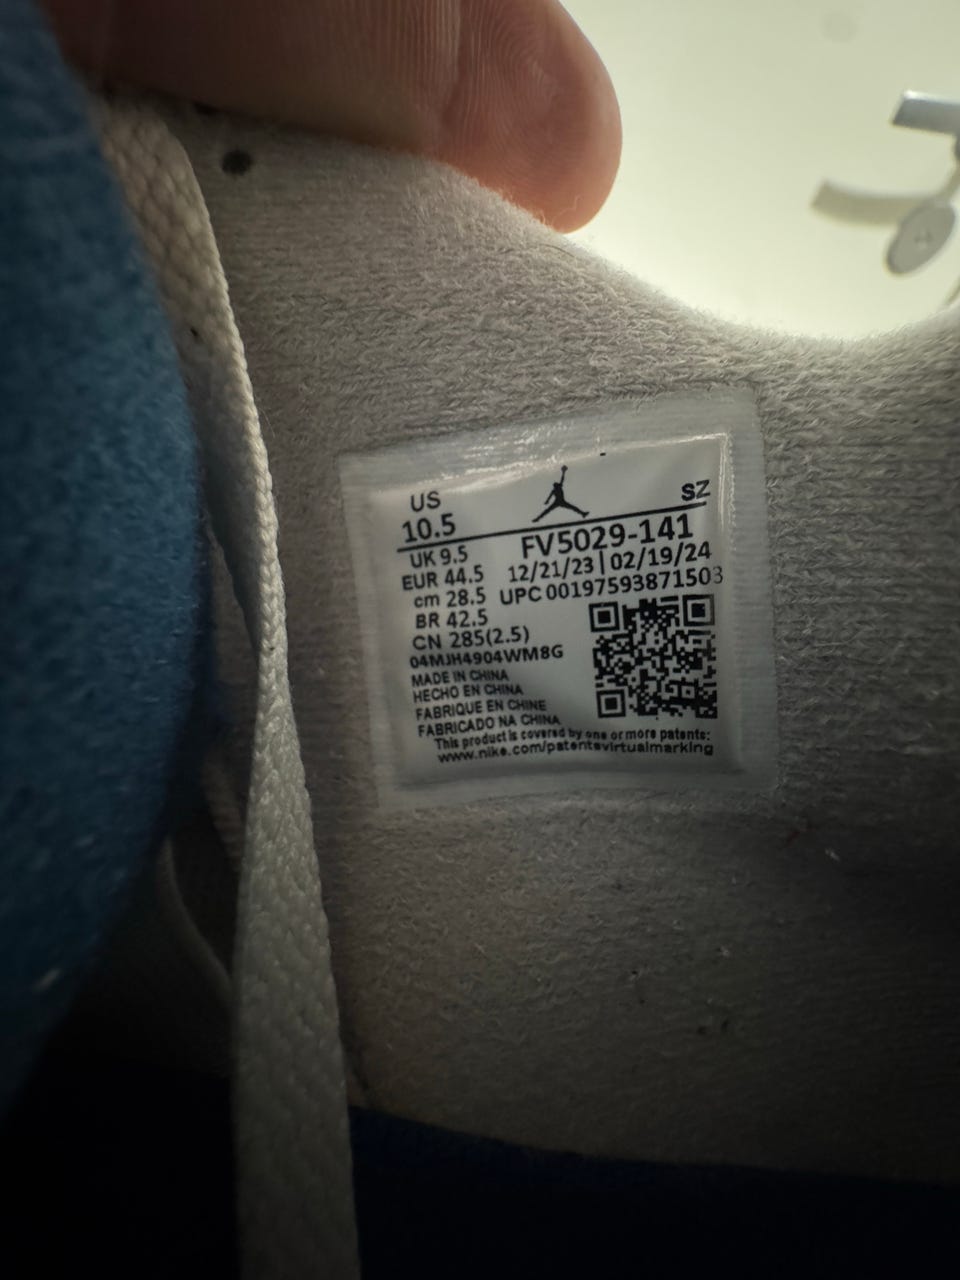 US
10.5
SZ
UK 9.5
FV5029-141
EUR 44.5
12/21/23 | 02/19/24
cm 28.5
UPC 00197593871503
BR 42.5
CN 285(2.5)
04MJH4904WM8G
MADE IN CHINA
HECHO EN CHINA
FABRIQUE EN CHINE
FABRICADO NA CHINA
This product is covered by one or more patents:
www.nike.com/patentsvirtualmarking